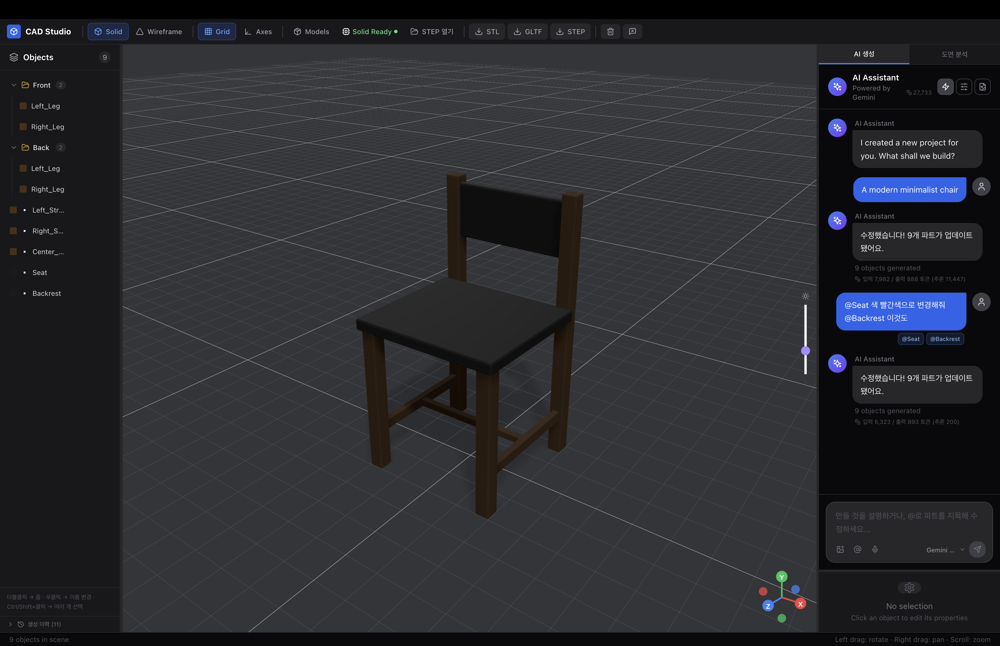 CAD Studio
Solid
Wireframe
Grid
Axes
Models
Solid Ready
STEP 열기
STL
GLTF
STEP
Objects
9
Front 2
Left_Leg
Right_Leg
Back 2
Left_Leg
Right_Leg
Left_Str...
Right_S...
Center_...
Seat
Backrest
더블클릭 → 줌 · 우클릭 → 이름 변경 ·
Ctrl/Shift+클릭 → 여러 개 선택
생성 이력 (11)
9 objects in scene
Y
Z
X
AI 생성
도면 분석
AI Assistant
Powered by
Gemini
27,733
AI Assistant
I created a new project for
you. What shall we build?
A modern minimalist chair
AI Assistant
수정했습니다! 9개 파트가 업데이트
됐어요.
9 objects generated
입력 7,982 / 출력 888 토큰 (추론 11,447)
@Seat 색 빨간색으로 변경해줘
@Backrest 이것도
@Seat
@Backrest
AI Assistant
수정했습니다! 9개 파트가 업데이트
됐어요.
9 objects generated
입력 6,323 / 출력 893 토큰 (추론 200)
만들 것을 설명하거나, @로 파트를 지목해 수
정하세요...
Gemini ...
No selection
Click an object to edit its properties
Left drag: rotate · Right drag: pan · Scroll: zoom